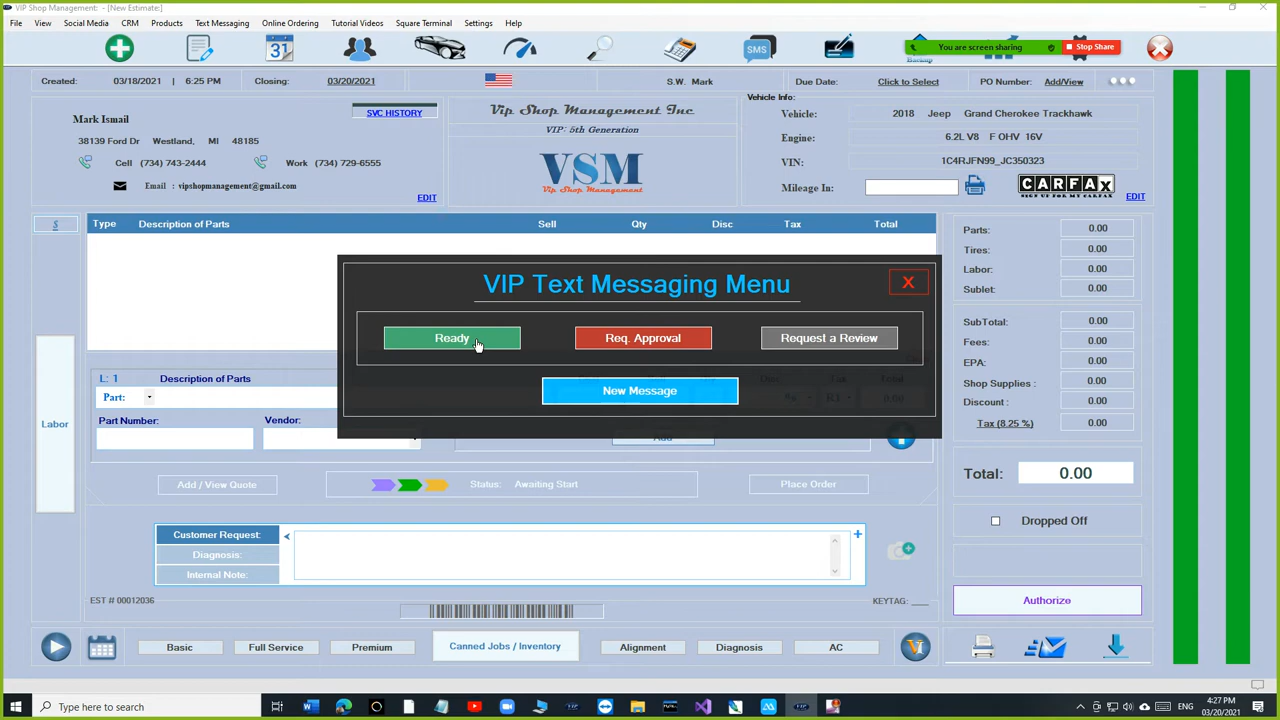 VIP Shop Management: - [New Estimate:]
File View Social Media CRM Products Text Messaging Online Ordering Tutorial Videos Square Terminal Settings Help
31
SMS
You are screen sharing
Stop Share
Backup
Created: 03/18/2021 | 6:25 PM Closing: 03/20/2021
S.W. Mark
Due Date: Click to Select PO Number: Add/View
Mark Ismail
SVC HISTORY
38139 Ford Dr Westland, MI 48185
Cell (734) 743-2444 Work (734) 729-6555
Email : vipshopmanagement@gmail.com
EDIT
Vip Shop Management Inc
VIP: 5th Generation
VSM
Vip Shop Management
Vehicle Info:
Vehicle: 2018 Jeep Grand Cherokee Trackhawk
Engine: 6.2L V8 F OHV 16V
VIN: 1C4RJFN99_JC350323
Mileage In:
CARFAX
SIGN UP FOR MY CARFAX
EDIT
$
Type Description of Parts Sell Qty Disc Tax Total
VIP Text Messaging Menu
X
Ready Req. Approval Request a Review
New Message
L: 1 Description of Parts
Part:
Part Number: Vendor:
Add
Labor
Parts: 0.00
Tires: 0.00
Labor: 0.00
Sublet: 0.00
SubTotal: 0.00
Fees: 0.00
EPA: 0.00
Shop Supplies : 0.00
Discount : 0.00
Tax (8.25 %) 0.00
Total: 0.00
Dropped Off
Authorize
Add / View Quote
Status: Awaiting Start
Place Order
Customer Request:
Diagnosis:
Internal Note:
EST # 00012036
KEYTAG: ___
Basic Full Service Premium Canned Jobs / Inventory Alignment Diagnosis AC
Type here to search
ENG
4:27 PM
03/20/2021